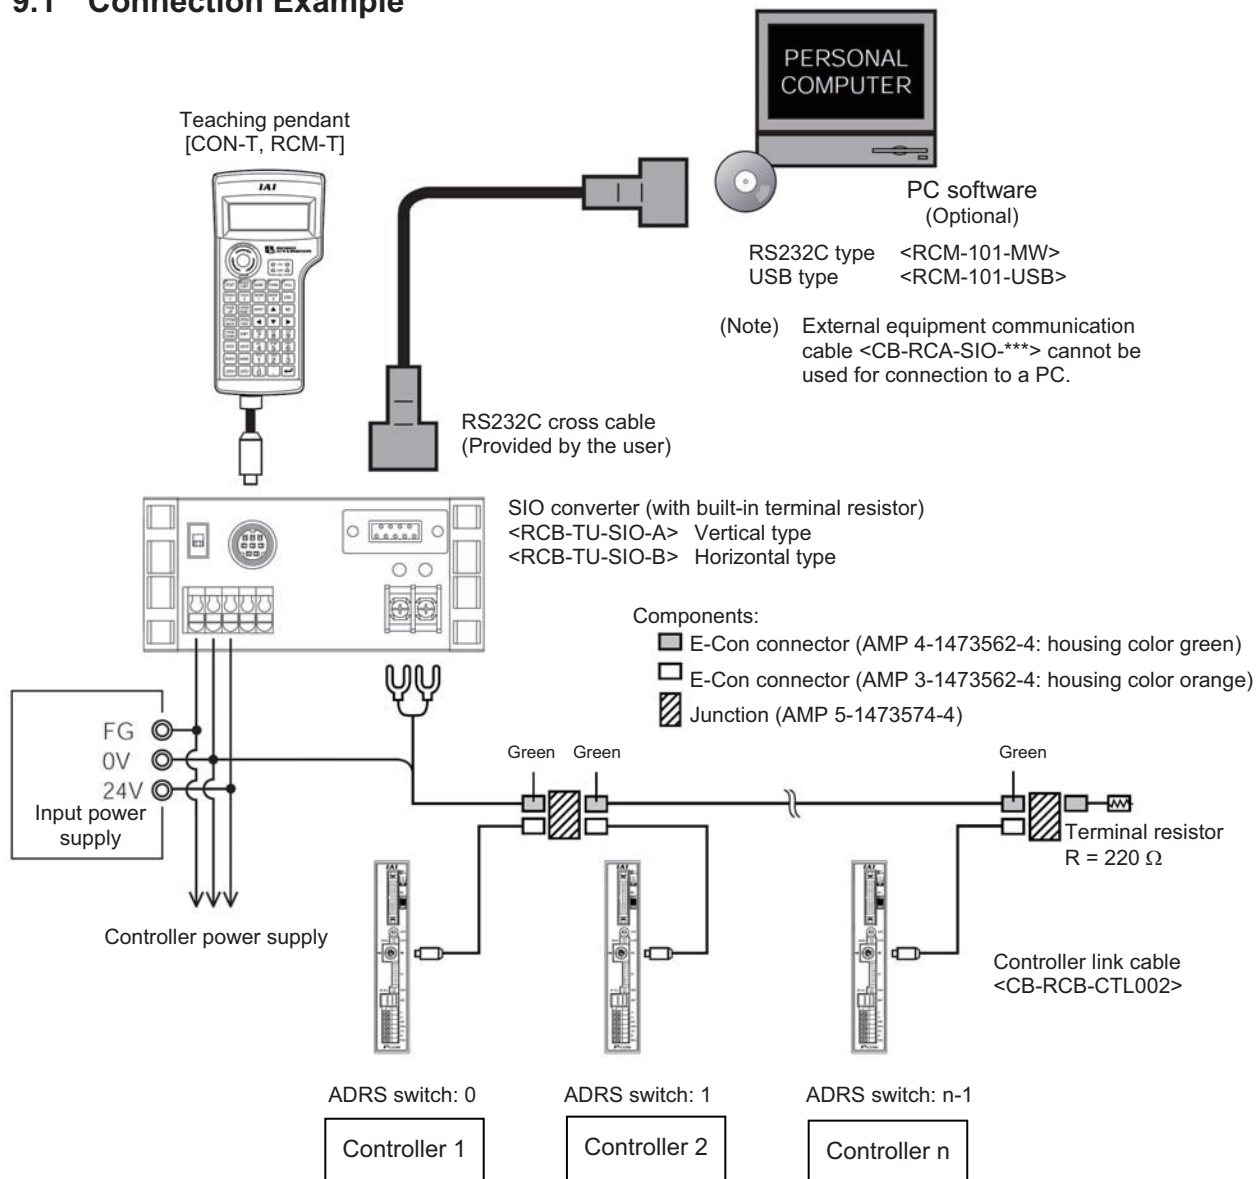 9.1 Connection Example
PERSONAL
COMPUTER
Teaching pendant
[CON-T, RCM-T]
IAI
PC software
(Optional)
RS232C type <RCM-101-MW>
USB type <RCM-101-USB>
(Note) External equipment communication
cable <CB-RCA-SIO-***> cannot be
used for connection to a PC.
RS232C cross cable
(Provided by the user)
SIO converter (with built-in terminal resistor)
<RCB-TU-SIO-A> Vertical type
<RCB-TU-SIO-B> Horizontal type
Components:
E-Con connector (AMP 4-1473562-4: housing color green)
E-Con connector (AMP 3-1473562-4: housing color orange)
Junction (AMP 5-1473574-4)
FG
0V
24V
Input power
supply
Green Green Green
Terminal resistor
R = 220 Ω
Controller power supply
IAI IAI IAI
Controller link cable
<CB-RCB-CTL002>
ADRS switch: 0 ADRS switch: 1 ADRS switch: n-1
Controller 1 Controller 2 Controller n